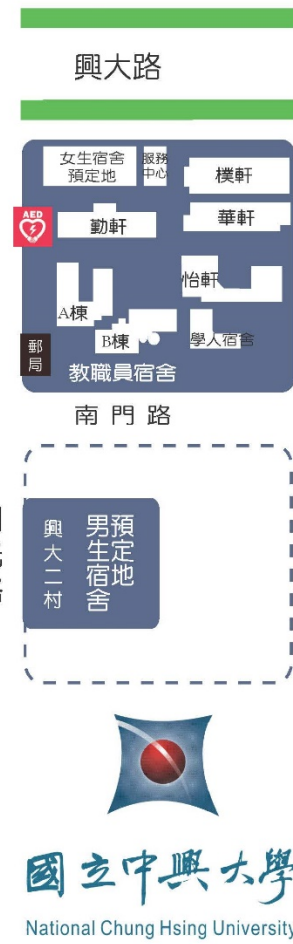 興大路
女生宿舍
預定地
服務
中心
樸軒
AED
勤軒
華軒
怡軒
A棟
B棟
學人宿舍
郵局
教職員宿舍
南門路
興大二村
預定地
男生宿舍
國立中興大學
National Chung Hsing University